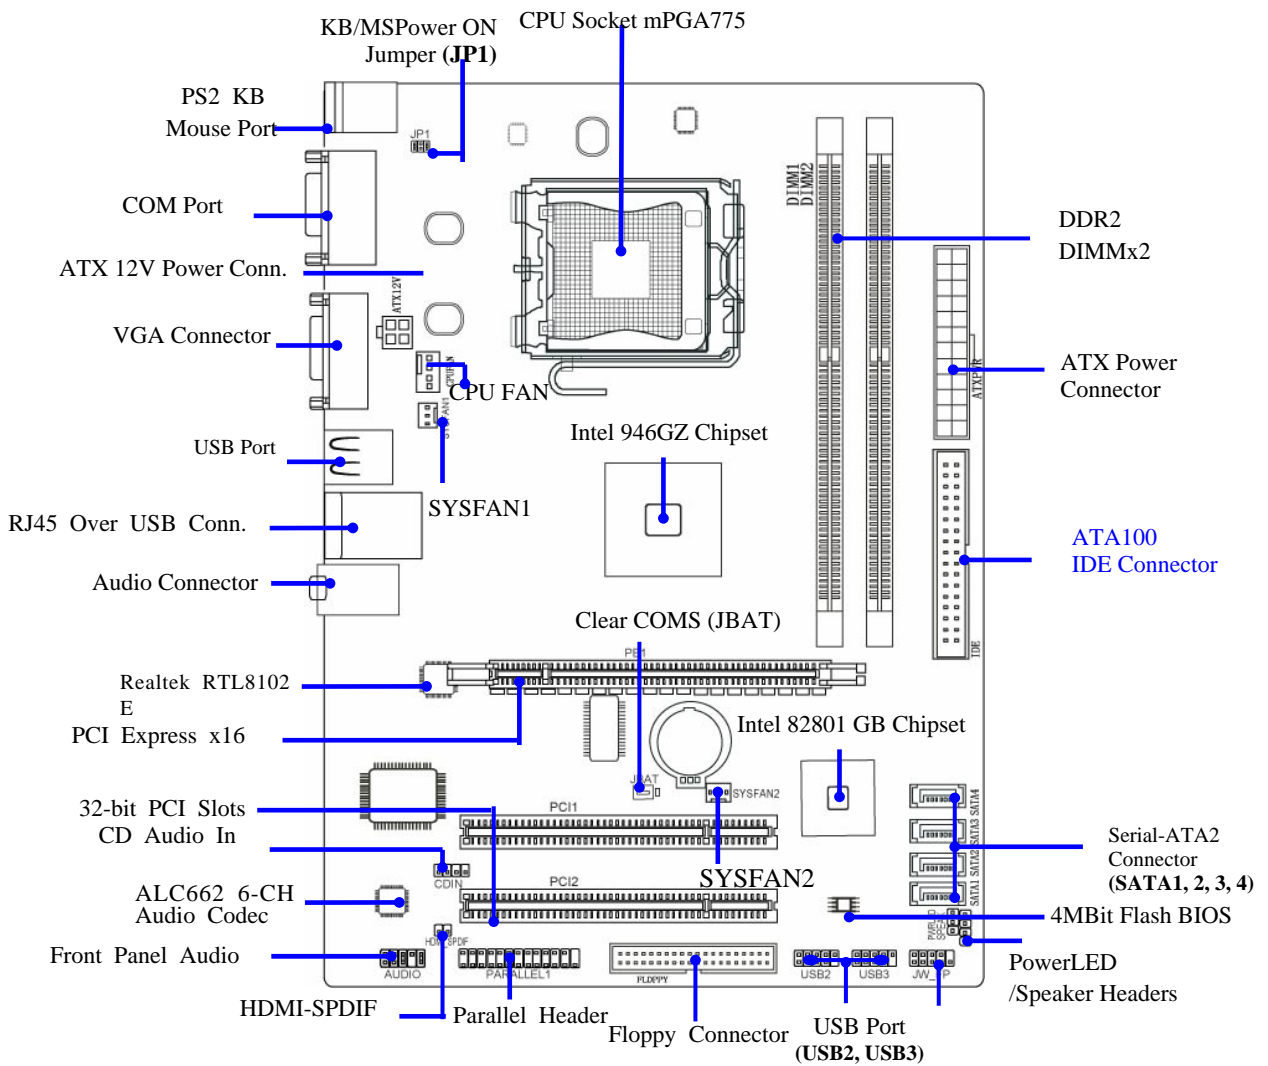 KB/MSPower ON
Jumper (JP1)
CPU Socket mPGA775
PS2 KB
Mouse Port
JP1
COM Port
DIMM1
DIMM2
DDR2
DIMMx2
ATX 12V Power Conn.
ATX12V
VGA Connector
CPUFAN
CPU FAN
ATXPWR
ATX Power
Connector
SYSFAN1
Intel 946GZ Chipset
USB Port
SYSFAN1
RJ45 Over USB Conn.
ATA100
IDE Connector
Audio Connector
Clear COMS (JBAT)
IDE
PE1
Realtek RTL8102
E
PCI Express x16
Intel 82801 GB Chipset
JBAT
SYSFAN2
32-bit PCI Slots
CD Audio In
PCI1
SATA4
SATA3
SATA2
SATA1
Serial-ATA2
Connector
(SATA1, 2, 3, 4)
CDIN
PCI2
SYSFAN2
ALC662 6-CH
Audio Codec
4MBit Flash BIOS
PWRLED
SPEAK
HDMI_SPDIF
Front Panel Audio
AUDIO
PARALLEL1
FLOPPY
USB2
USB3
JW_FP
PowerLED
/Speaker Headers
HDMI-SPDIF
Parallel Header
Floppy Connector
USB Port
(USB2, USB3)